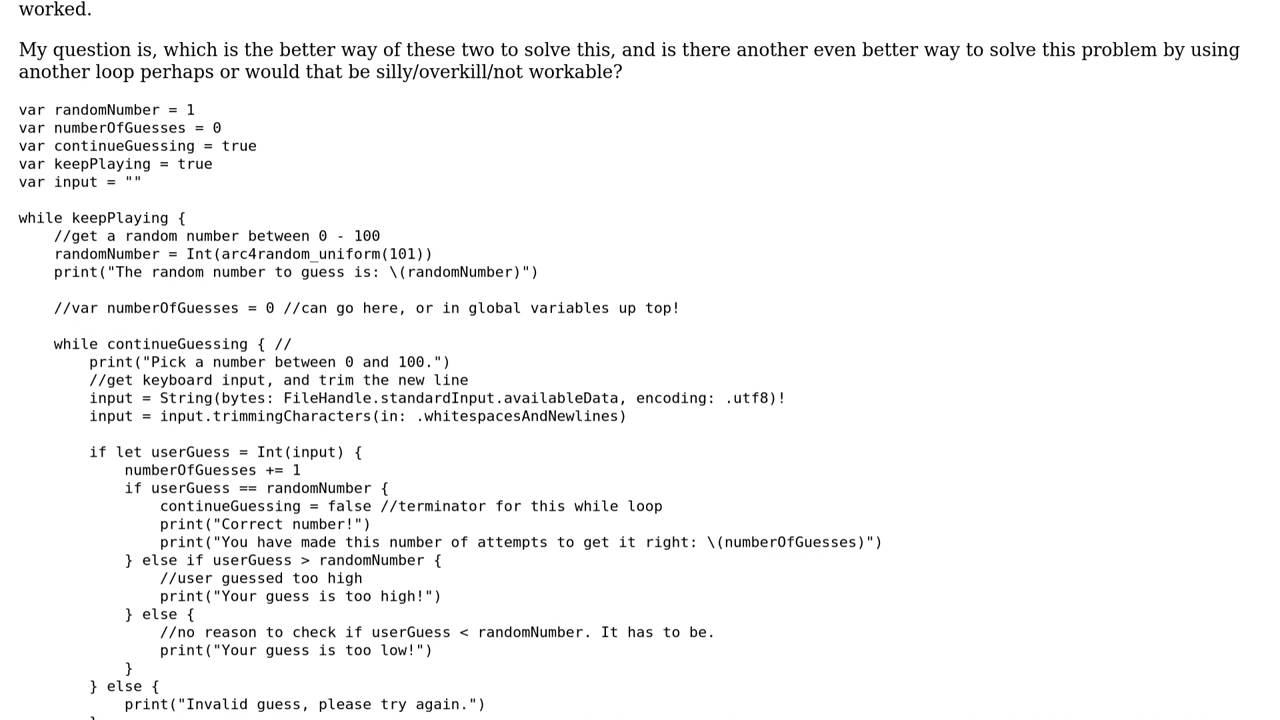 worked.
My question is, which is the better way of these two to solve this, and is there another even better way to solve this problem by using
another loop perhaps or would that be silly/overkill/not workable?
var randomNumber = 1
var numberOfGuesses = 0
var continueGuessing = true
var keepPlaying = true
var input = ""
while keepPlaying {
    //get a random number between 0 - 100
    randomNumber = Int(arc4random_uniform(101))
    print("The random number to guess is: \(randomNumber)")
    //var numberOfGuesses = 0 //can go here, or in global variables up top!
    while continueGuessing { //
        print("Pick a number between 0 and 100.")
        //get keyboard input, and trim the new line
        input = String(bytes: FileHandle.standardInput.availableData, encoding: .utf8)!
        input = input.trimmingCharacters(in: .whitespacesAndNewlines)
        if let userGuess = Int(input) {
            numberOfGuesses += 1
            if userGuess == randomNumber {
                continueGuessing = false //terminator for this while loop
                print("Correct number!")
                print("You have made this number of attempts to get it right: \(numberOfGuesses)")
            } else if userGuess > randomNumber {
                //user guessed too high
                print("Your guess is too high!")
            } else {
                //no reason to check if userGuess < randomNumber. It has to be.
                print("Your guess is too low!")
            }
        } else {
            print("Invalid guess, please try again.")